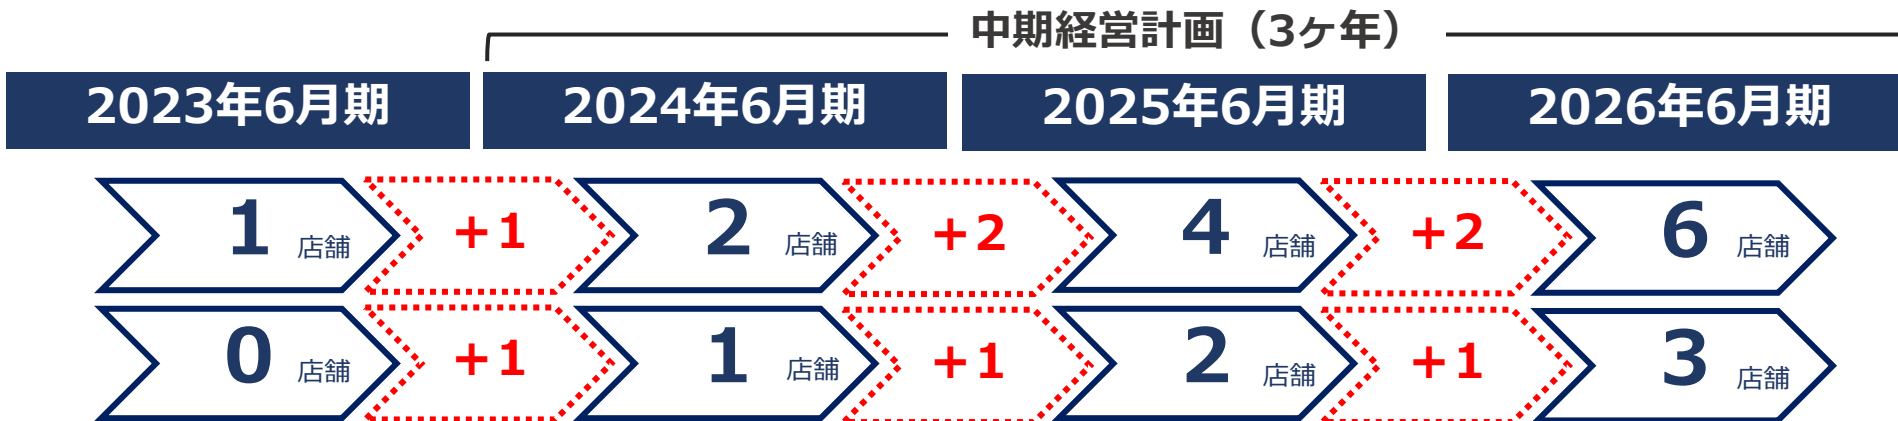 中期経営計画（3ヶ年）
2023年6月期 2024年6月期 2025年6月期 2026年6月期
1 店舗 +1 2 店舗 +2 4 店舗 +2 6 店舗
0 店舗 +1 1 店舗 +1 2 店舗 +1 3 店舗